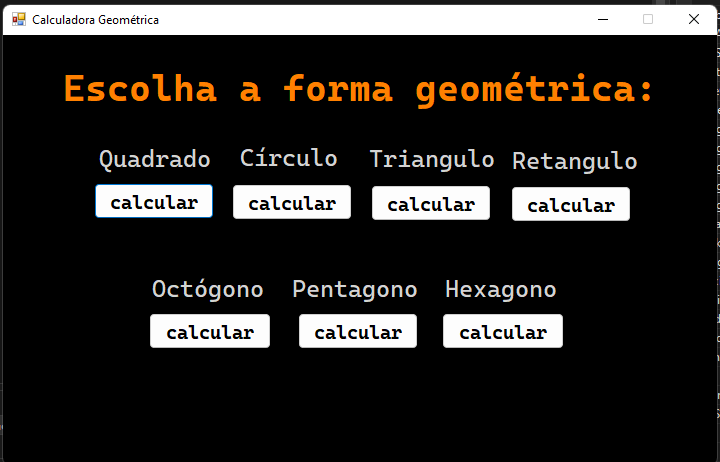 Calculadora Geométrica
Escolha a forma geométrica:
Quadrado Círculo Triangulo Retangulo
calcular calcular calcular calcular
Octógono Pentagono Hexagono
calcular calcular calcular